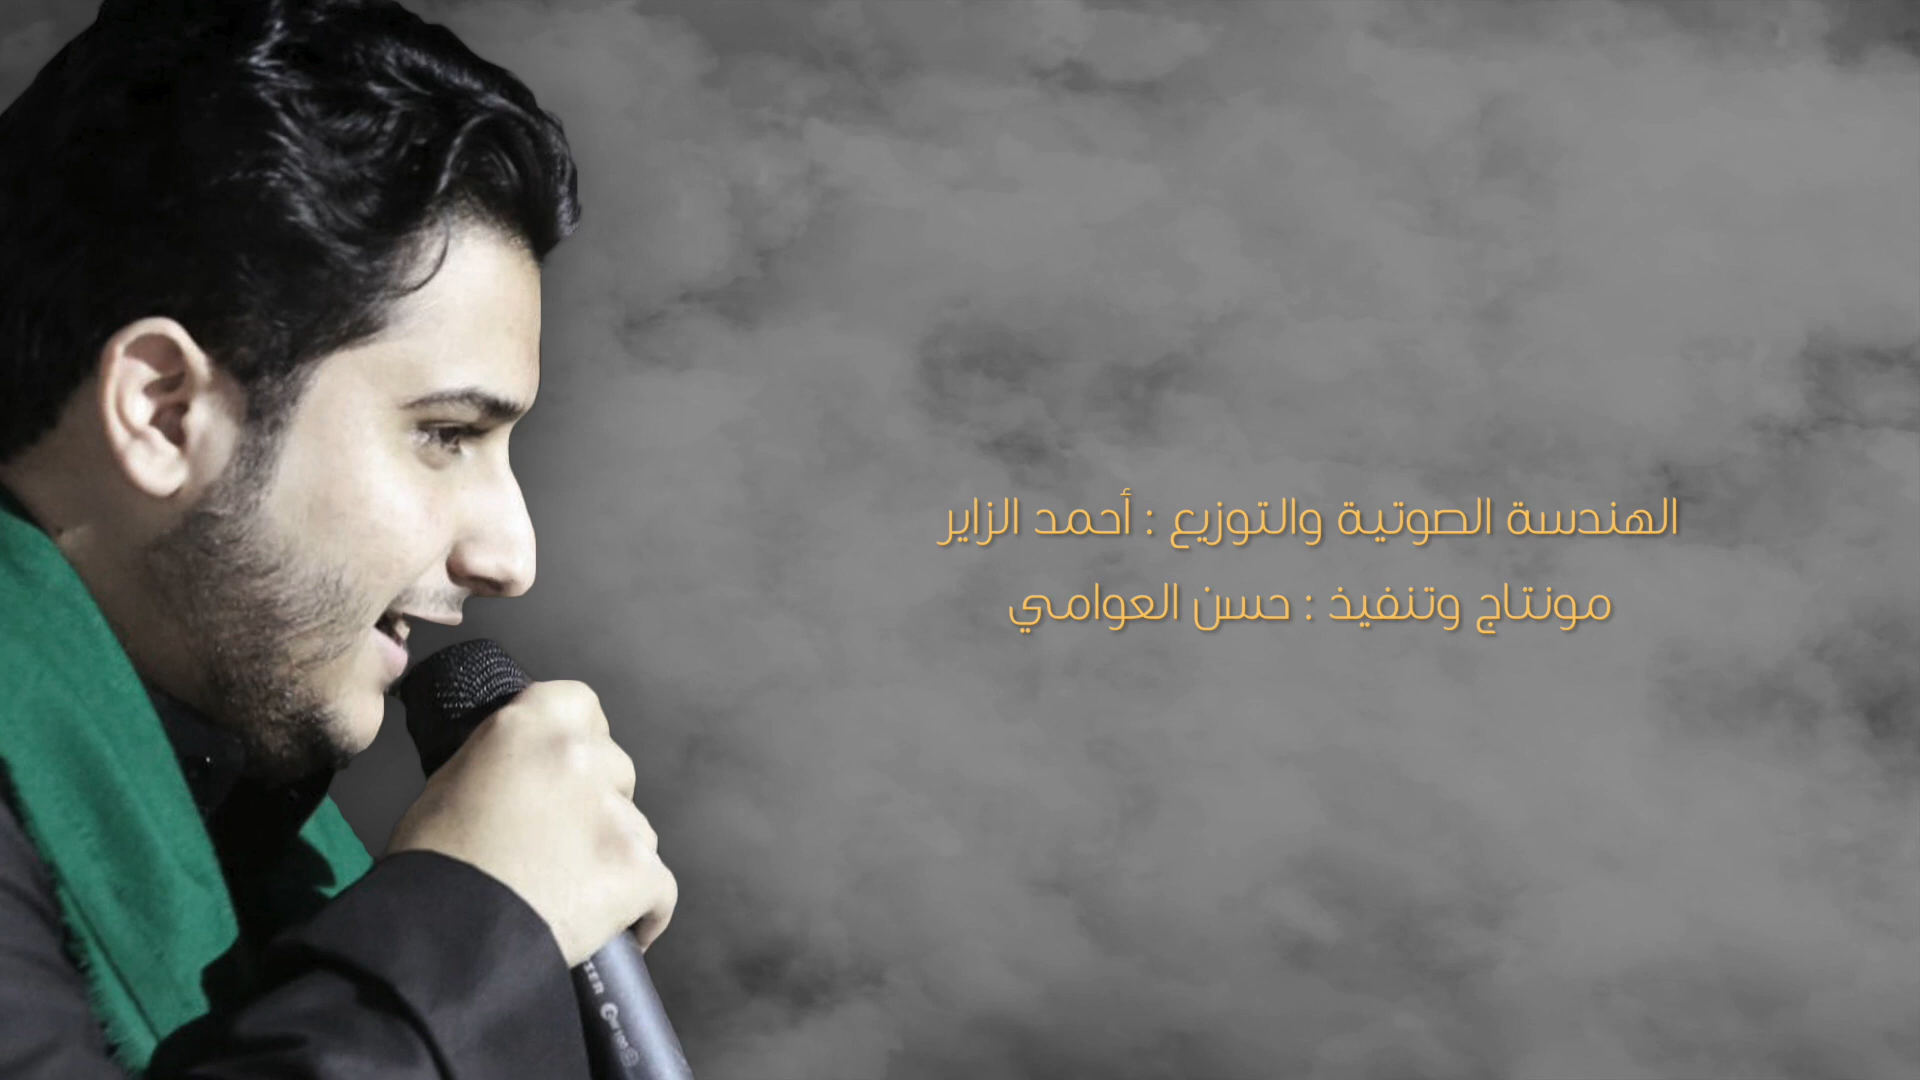 الهندسة الصوتية والتوزيع : أحمد الزاير
مونتاج وتنفيذ : حسن العوامي